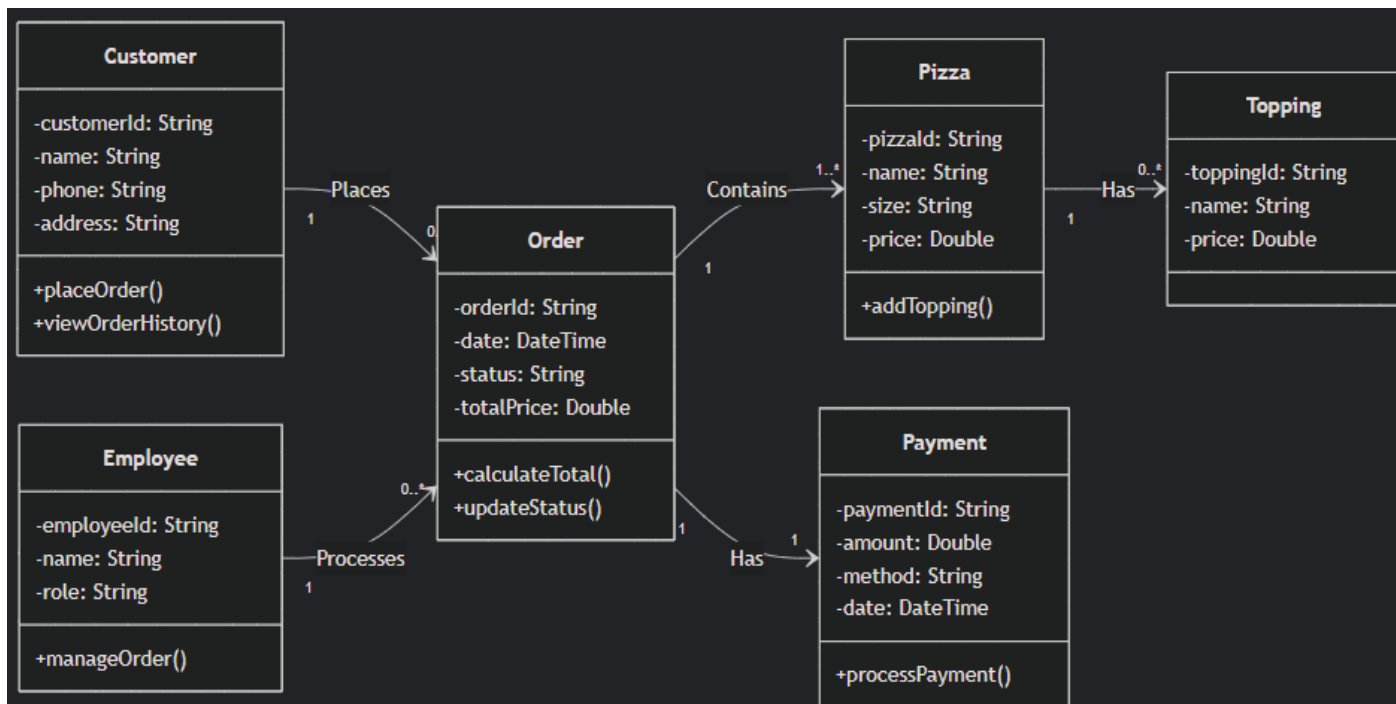 Customer
-customerId: String
-name: String
-phone: String
-address: String
+placeOrder()
+viewOrderHistory()
1
Places
0.
Order
-orderId: String
-date: DateTime
-status: String
-totalPrice: Double
+calculateTotal()
+updateStatus()
Employee
-employeeId: String
-name: String
-role: String
+manageOrder()
1
Processes
0..*
1
Contains
1..*
Pizza
-pizzaId: String
-name: String
-size: String
-price: Double
+addTopping()
1
Has
0..*
Topping
-toppingId: String
-name: String
-price: Double
1
Has
1
Payment
-paymentId: String
-amount: Double
-method: String
-date: DateTime
+processPayment()